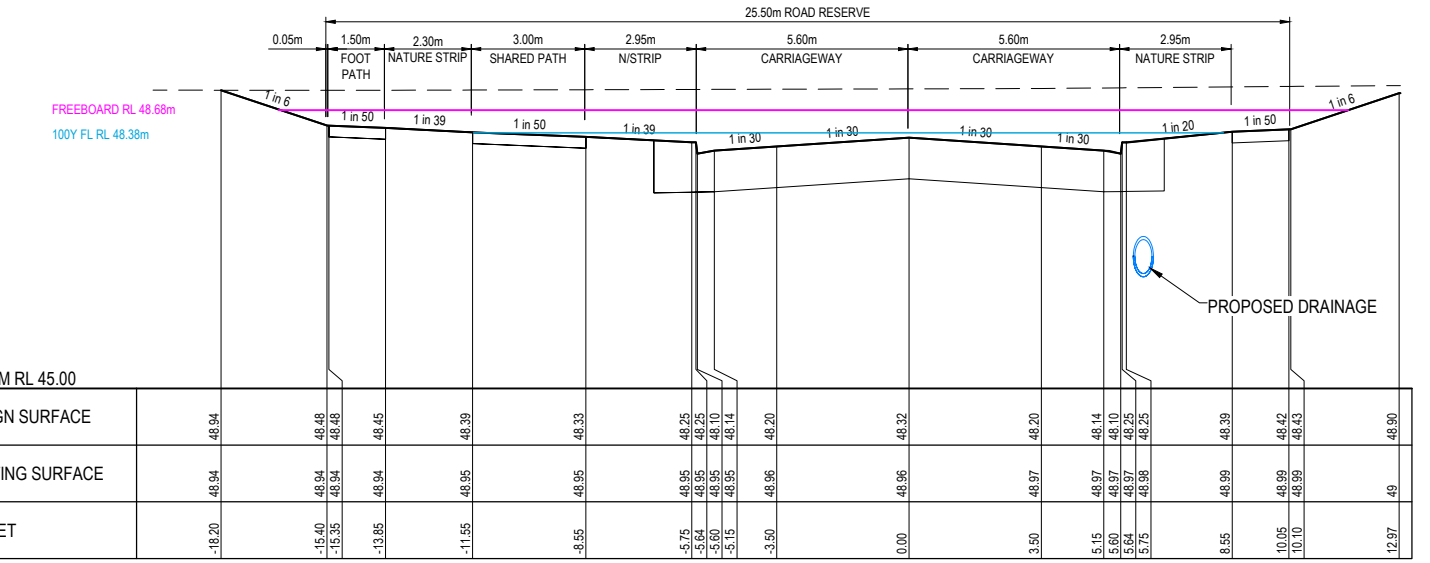 25.50m ROAD RESERVE
0.05m 1.50m 2.30m 3.00m 2.95m 5.60m 5.60m 2.95m
FOOT PATH NATURE STRIP SHARED PATH N/STRIP CARRIAGEWAY CARRIAGEWAY NATURE STRIP
FREEBOARD RL 48.68m
100Y FL RL 48.38m
1 in 6 1 in 50 1 in 39 1 in 50 1 in 39 1 in 30 1 in 30 1 in 30 1 in 30 1 in 20 1 in 50 1 in 6
PROPOSED DRAINAGE
M RL 45.00
GN SURFACE 48.94 48.48 48.48 48.45 48.39 48.33 48.25 48.25 48.10 48.14 48.20 48.32 48.20 48.14 48.10 48.25 48.25 48.39 48.42 48.43 48.90
TING SURFACE 48.94 48.94 48.94 48.94 48.95 48.95 48.95 48.95 48.95 48.95 48.96 48.96 48.97 48.97 48.97 48.97 48.98 48.99 48.99 48.99 49
ET -18.20 -15.40 -15.35 -13.85 -11.55 -8.55 -5.75 -5.64 -5.60 -5.15 -3.50 0.00 3.50 5.15 5.60 5.64 5.75 8.55 10.05 10.10 12.97